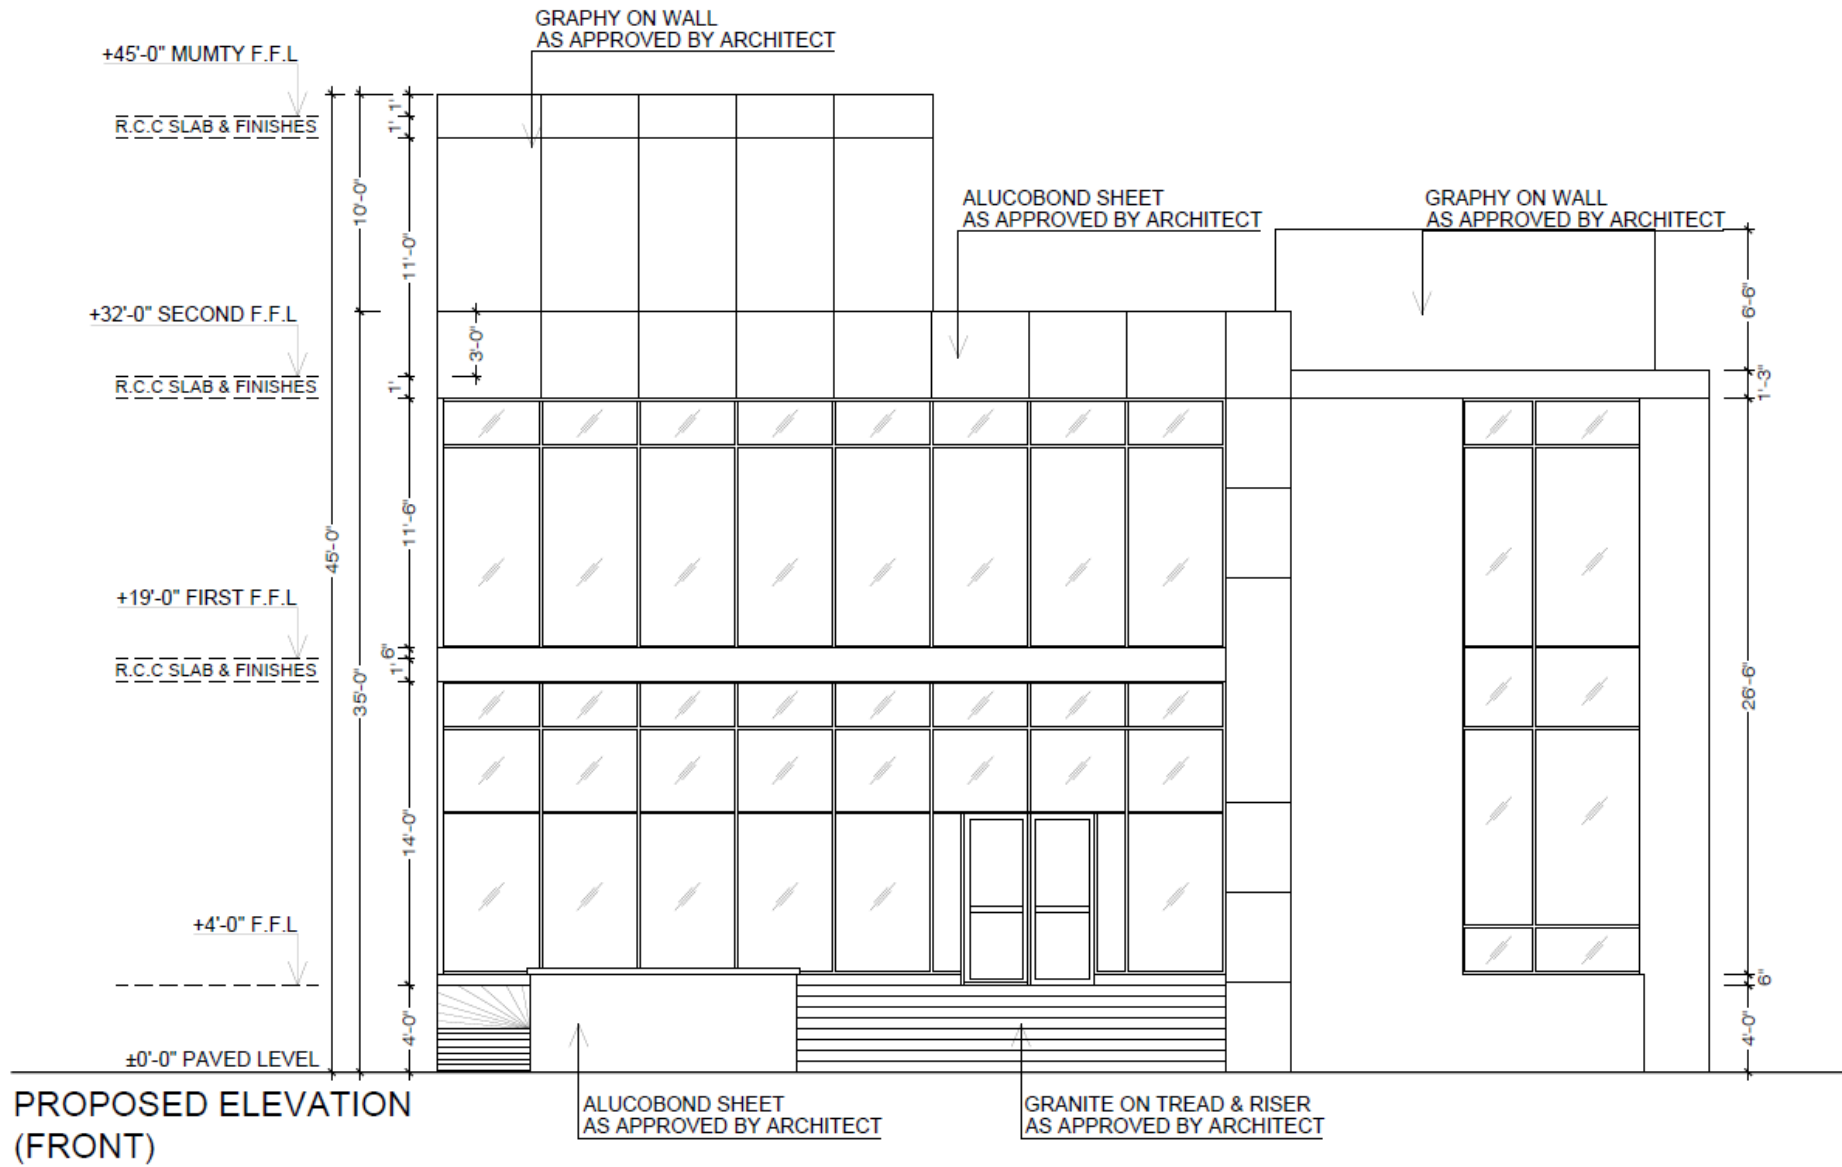 GRAPHY ON WALL
AS APPROVED BY ARCHITECT
+45'-0" MUMTY F.F.L
R.C.C SLAB & FINISHES
1'
1'
10'-0"
11'-0"
ALUCOBOND SHEET
AS APPROVED BY ARCHITECT
GRAPHY ON WALL
AS APPROVED BY ARCHITECT
+32'-0" SECOND F.F.L
3'-0"
6'-6"
R.C.C SLAB & FINISHES
1'
1'-3"
45'-0"
11'-6"
+19'-0" FIRST F.F.L
6"
R.C.C SLAB & FINISHES
1'
35'-0"
26'-6"
14'-0"
+4'-0" F.F.L
6"
4'-0"
4'-0"
±0'-0" PAVED LEVEL
PROPOSED ELEVATION
(FRONT)
ALUCOBOND SHEET
AS APPROVED BY ARCHITECT
GRANITE ON TREAD & RISER
AS APPROVED BY ARCHITECT